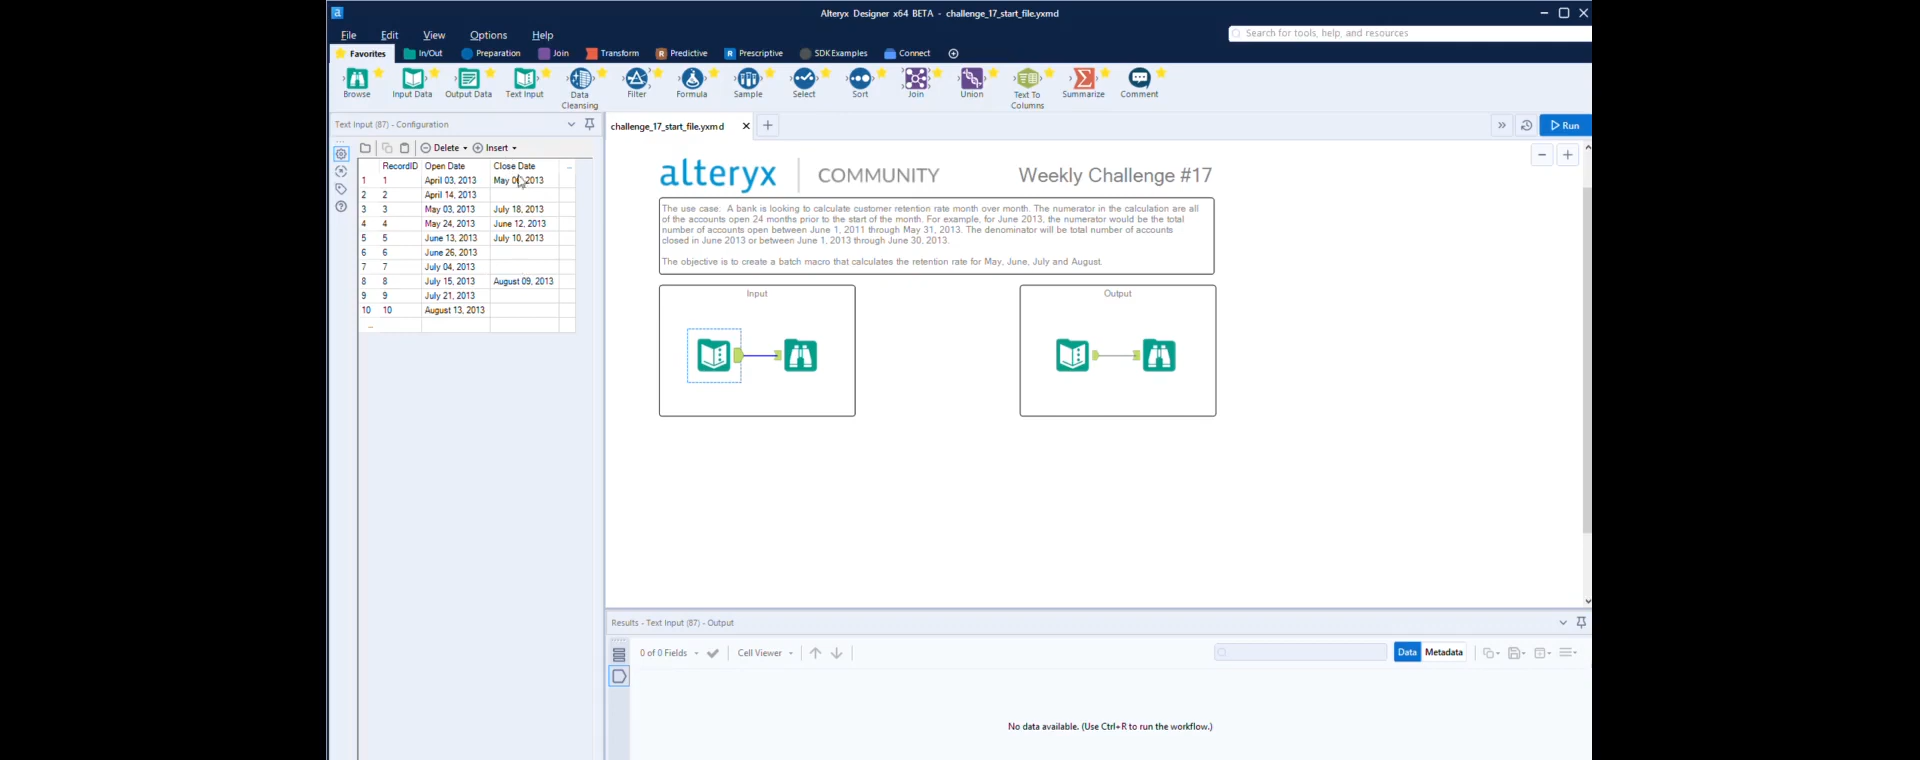 Alteryx Designer x64 BETA - challenge_17_start_file.yxmd
File Edit View Options Help
Search for tools, help, and resources
Favorites In/Out Preparation Join Transform Predictive Prescriptive SDKExamples Connect
Browse Input Data Output Data Text Input Data Cleansing Filter Formula Sample Select Sort Join Union Text To Columns Summarize Comment
Text Input (87) - Configuration
challenge_17_start_file.yxmd
Run
Delete Insert
RecordID Open Date Close Date
1 1 April 03, 2013 May 2013
2 2 April 14, 2013
3 3 May 03, 2013 July 18, 2013
4 4 May 24, 2013 June 12, 2013
5 5 June 13, 2013 July 10, 2013
6 6 June 26, 2013
7 7 July 04, 2013
8 8 July 15, 2013 August 09, 2013
9 9 July 21, 2013
10 10 August 13, 2013
alteryx COMMUNITY Weekly Challenge #17
The use case. A bank is looking to calculate customer retention rate month over month. The numerator in the calculation are all
of the accounts open 24 months prior to the start of the month. For example, for June 2013, the numerator would be the total
number of accounts open between June 1, 2011 through May 31, 2013. The denominator will be total number of accounts
closed in June 2013 or between June 1, 2013 through June 30, 2013.
The objective is to create a batch macro that calculates the retention rate for May, June, July and August.
Input
Output
Results - Text Input (87) - Output
0 of 0 Fields Cell Viewer Data Metadata
No data available. (Use Ctrl+R to run the workflow.)